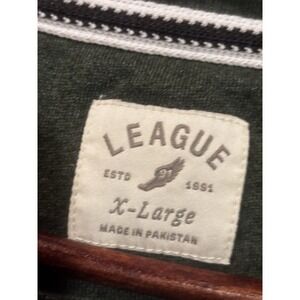 LEAGUE
ESTD 91 1991
X-Large
MADE IN PAKISTAN